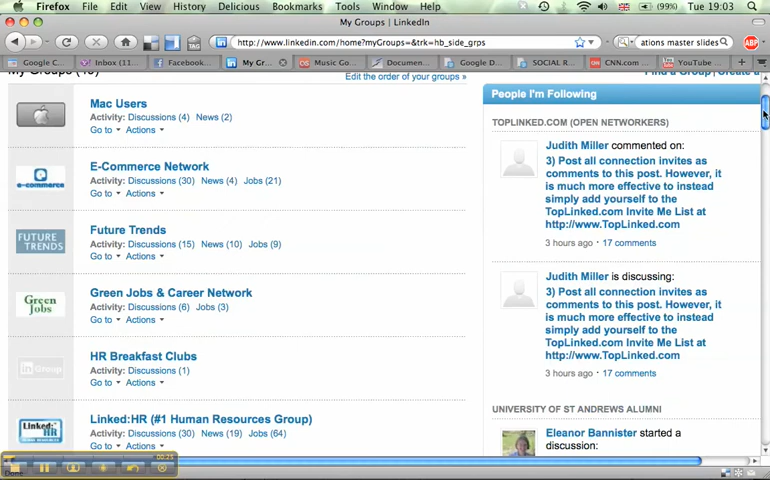 Firefox File Edit View History Delicious Bookmarks Tools Window (99%) Tue 19:03
My Groups | LinkedIn
http://www.linkedin.com/home?myGroups=&trk=hb_side_grps
ations master slides
TAG
ABP
Google C... Inbox (11... Facebook... My Gr... Music Go... Documen... Google D... SOCIAL R... CNN.com ... YouTube ...
Edit the order of your groups »
Find a Group
People I'm Following
Mac Users
Activity: Discussions (4) News (2)
Go to Actions
E-Commerce Network
Activity: Discussions (30) News (4) Jobs (21)
Go to Actions
e-commerce
Future Trends
Activity: Discussions (15) News (10) Jobs (9)
Go to Actions
FUTURE
TRENDS
Green Jobs & Career Network
Activity: Discussions (6) Jobs (3)
Go to Actions
Green
Jobs
HR Breakfast Clubs
Activity: Discussions (1)
Go to Actions
in Group
Linked:HR (#1 Human Resources Group)
Activity: Discussions (30) News (19) Jobs (64)
Go to Actions
Linked:
HR
TOPLINKED.COM (OPEN NETWORKERS)
Judith Miller commented on:
3) Post all connection invites as
comments to this post. However, it
is much more effective to instead
simply add yourself to the
TopLinked.com Invite Me List at
http://www.TopLinked.com
3 hours ago • 17 comments
Judith Miller is discussing:
3) Post all connection invites as
comments to this post. However, it
is much more effective to instead
simply add yourself to the
TopLinked.com Invite Me List at
http://www.TopLinked.com
3 hours ago • 17 comments
UNIVERSITY OF ST ANDREWS ALUMNI
Eleanor Bannister started a
discussion:
Done